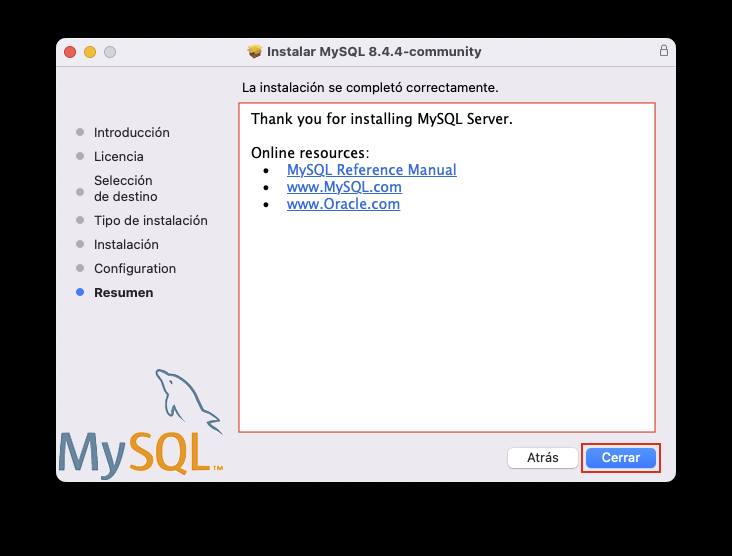 Instalar MySQL 8.4.4-community
La instalación se completó correctamente.
Introducción
Licencia
Selección
de destino
Tipo de instalación
Instalación
Configuration
Resumen
Thank you for installing MySQL Server.
Online resources:
• MySQL Reference Manual
• www.MySQL.com
• www.Oracle.com
MySQL™
Atrás
Cerrar